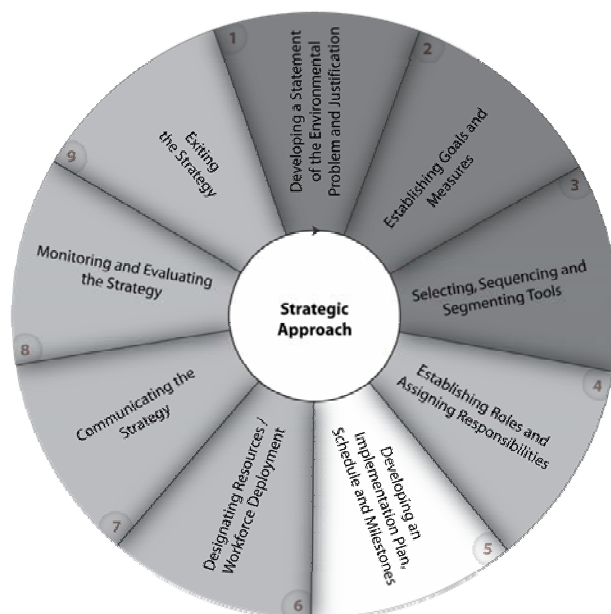 1
Developing a Statement
of the Environmental
Problem and Justification
2
Establishing Goals and
Measures
3
Selecting, Sequencing and
Segmenting Tools
4
Establishing Roles and
Assigning Responsibilities
5
Developing an
Implementation Plan,
Schedule and Milestones
6
Designating Resources /
Workforce Deployment
7
Communicating the
Strategy
8
Monitoring and Evaluating
the Strategy
9
Exiting
the Strategy
Strategic
Approach